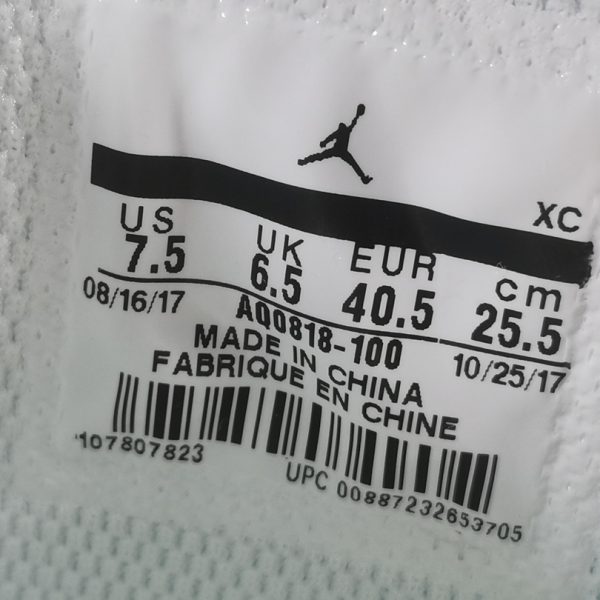 XC
US UK EUR cm
7.5 6.5 40.5 25.5
08/16/17 AQ0818-100 10/25/17
MADE IN CHINA
FABRIQUE EN CHINE
107807823 UPC 00887232653705